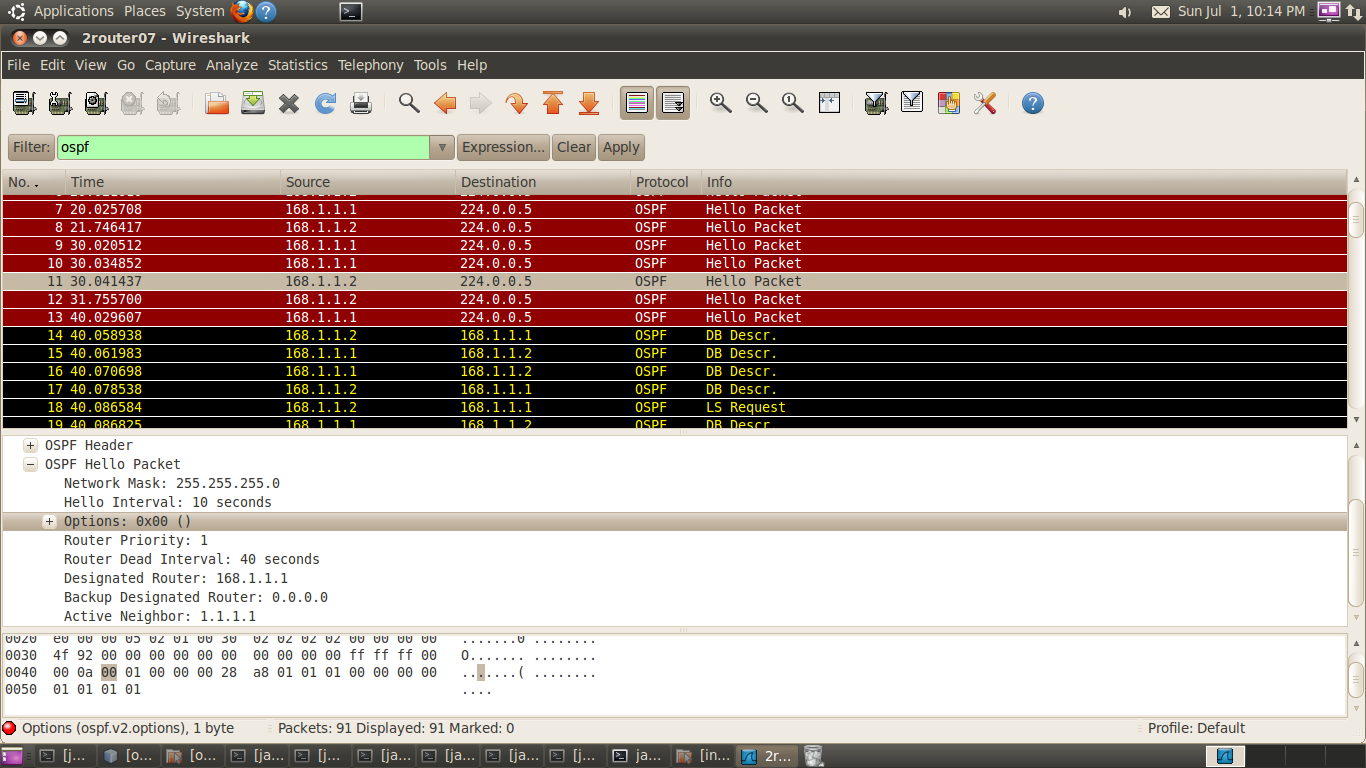 Applications Places System Sun Jul 1, 10:14 PM
2router07 - Wireshark
File Edit View Go Capture Analyze Statistics Telephony Tools Help
Filter: ospf Expression... Clear Apply
No. Time Source Destination Protocol Info
7 20.025708 168.1.1.1 224.0.0.5 OSPF Hello Packet
8 21.746417 168.1.1.2 224.0.0.5 OSPF Hello Packet
9 30.020512 168.1.1.1 224.0.0.5 OSPF Hello Packet
10 30.034852 168.1.1.1 224.0.0.5 OSPF Hello Packet
11 30.041437 168.1.1.2 224.0.0.5 OSPF Hello Packet
12 31.755700 168.1.1.2 224.0.0.5 OSPF Hello Packet
13 40.029607 168.1.1.1 224.0.0.5 OSPF Hello Packet
14 40.058938 168.1.1.2 168.1.1.1 OSPF DB Descr.
15 40.061983 168.1.1.1 168.1.1.2 OSPF DB Descr.
16 40.070698 168.1.1.1 168.1.1.2 OSPF DB Descr.
17 40.078538 168.1.1.2 168.1.1.1 OSPF DB Descr.
18 40.086584 168.1.1.2 168.1.1.1 OSPF LS Request
19 40.086825 168.1.1.1 168.1.1.2 OSPF DB Descr.
OSPF Header
OSPF Hello Packet
Network Mask: 255.255.255.0
Hello Interval: 10 seconds
Options: 0x00 ()
Router Priority: 1
Router Dead Interval: 40 seconds
Designated Router: 168.1.1.1
Backup Designated Router: 0.0.0.0
Active Neighbor: 1.1.1.1
0020 e0 00 00 05 02 01 00 30 02 02 02 02 00 00 00 00 .......0 ........
0030 4f 92 00 00 00 00 00 00 00 00 00 00 ff ff ff 00 O....... ........
0040 00 0a 00 01 00 00 00 28 a8 01 01 01 00 00 00 00 .......( ........
0050 01 01 01 01 ....
Options (ospf.v2.options), 1 byte Packets: 91 Displayed: 91 Marked: 0 Profile: Default
[j... [o... [o... [ja... [j... [ja... [ja... [ja... [j... ja... [in... 2r...